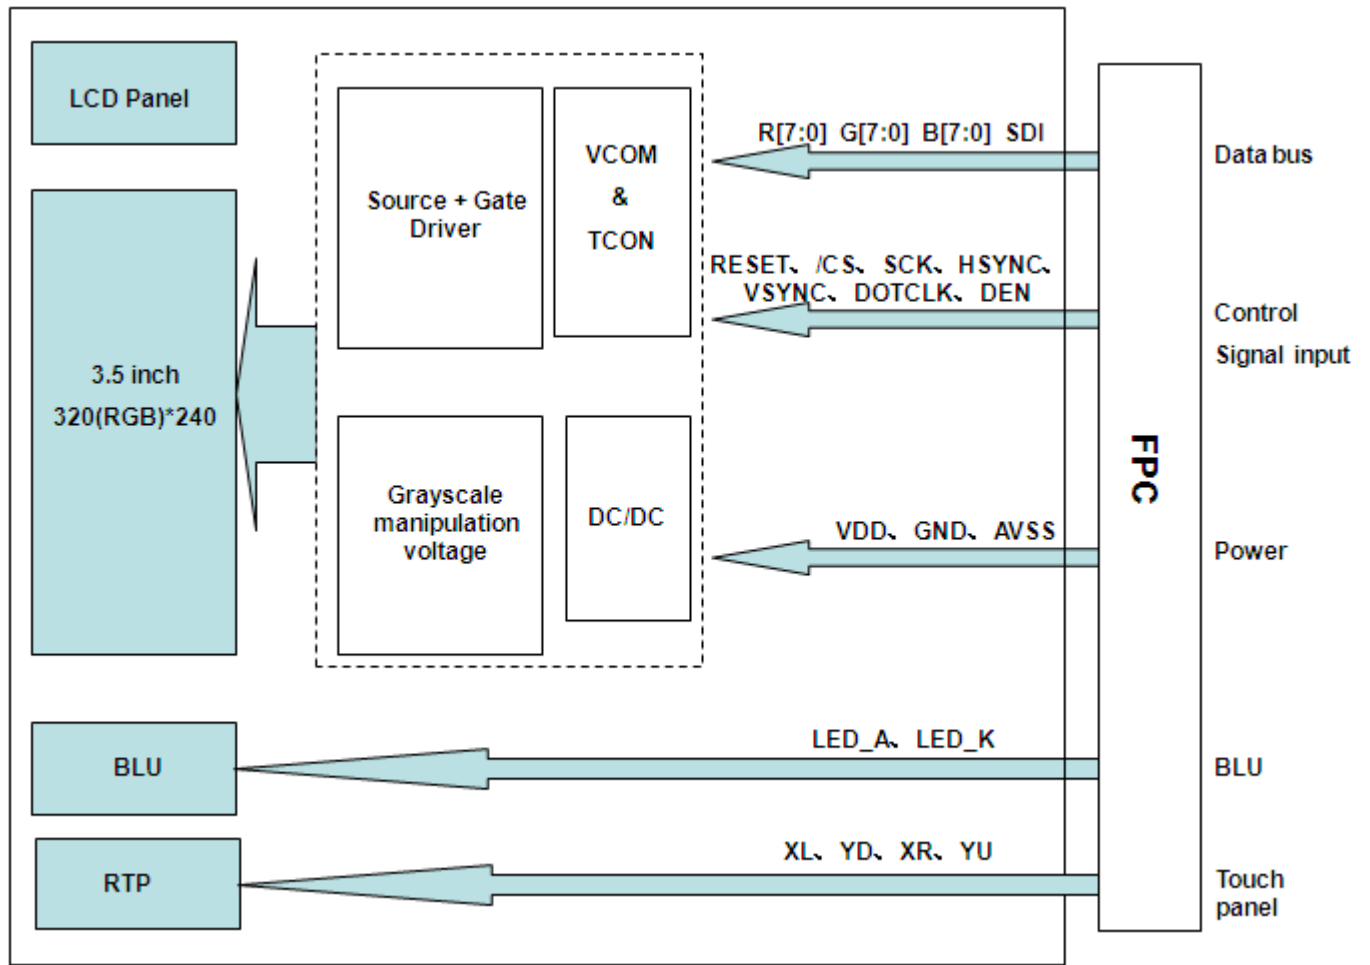 LCD Panel
3.5 inch
320(RGB)*240
BLU
RTP
Source + Gate
Driver
VCOM
&
TCON
Grayscale
manipulation
voltage
DC/DC
R[7:0] G[7:0] B[7:0] SDI
RESET、/CS、SCK、HSYNC、
VSYNC、DOTCLK、DEN
VDD、GND、AVSS
LED_A、LED_K
XL、YD、XR、YU
FPC
Data bus
Control
Signal input
Power
BLU
Touch
panel